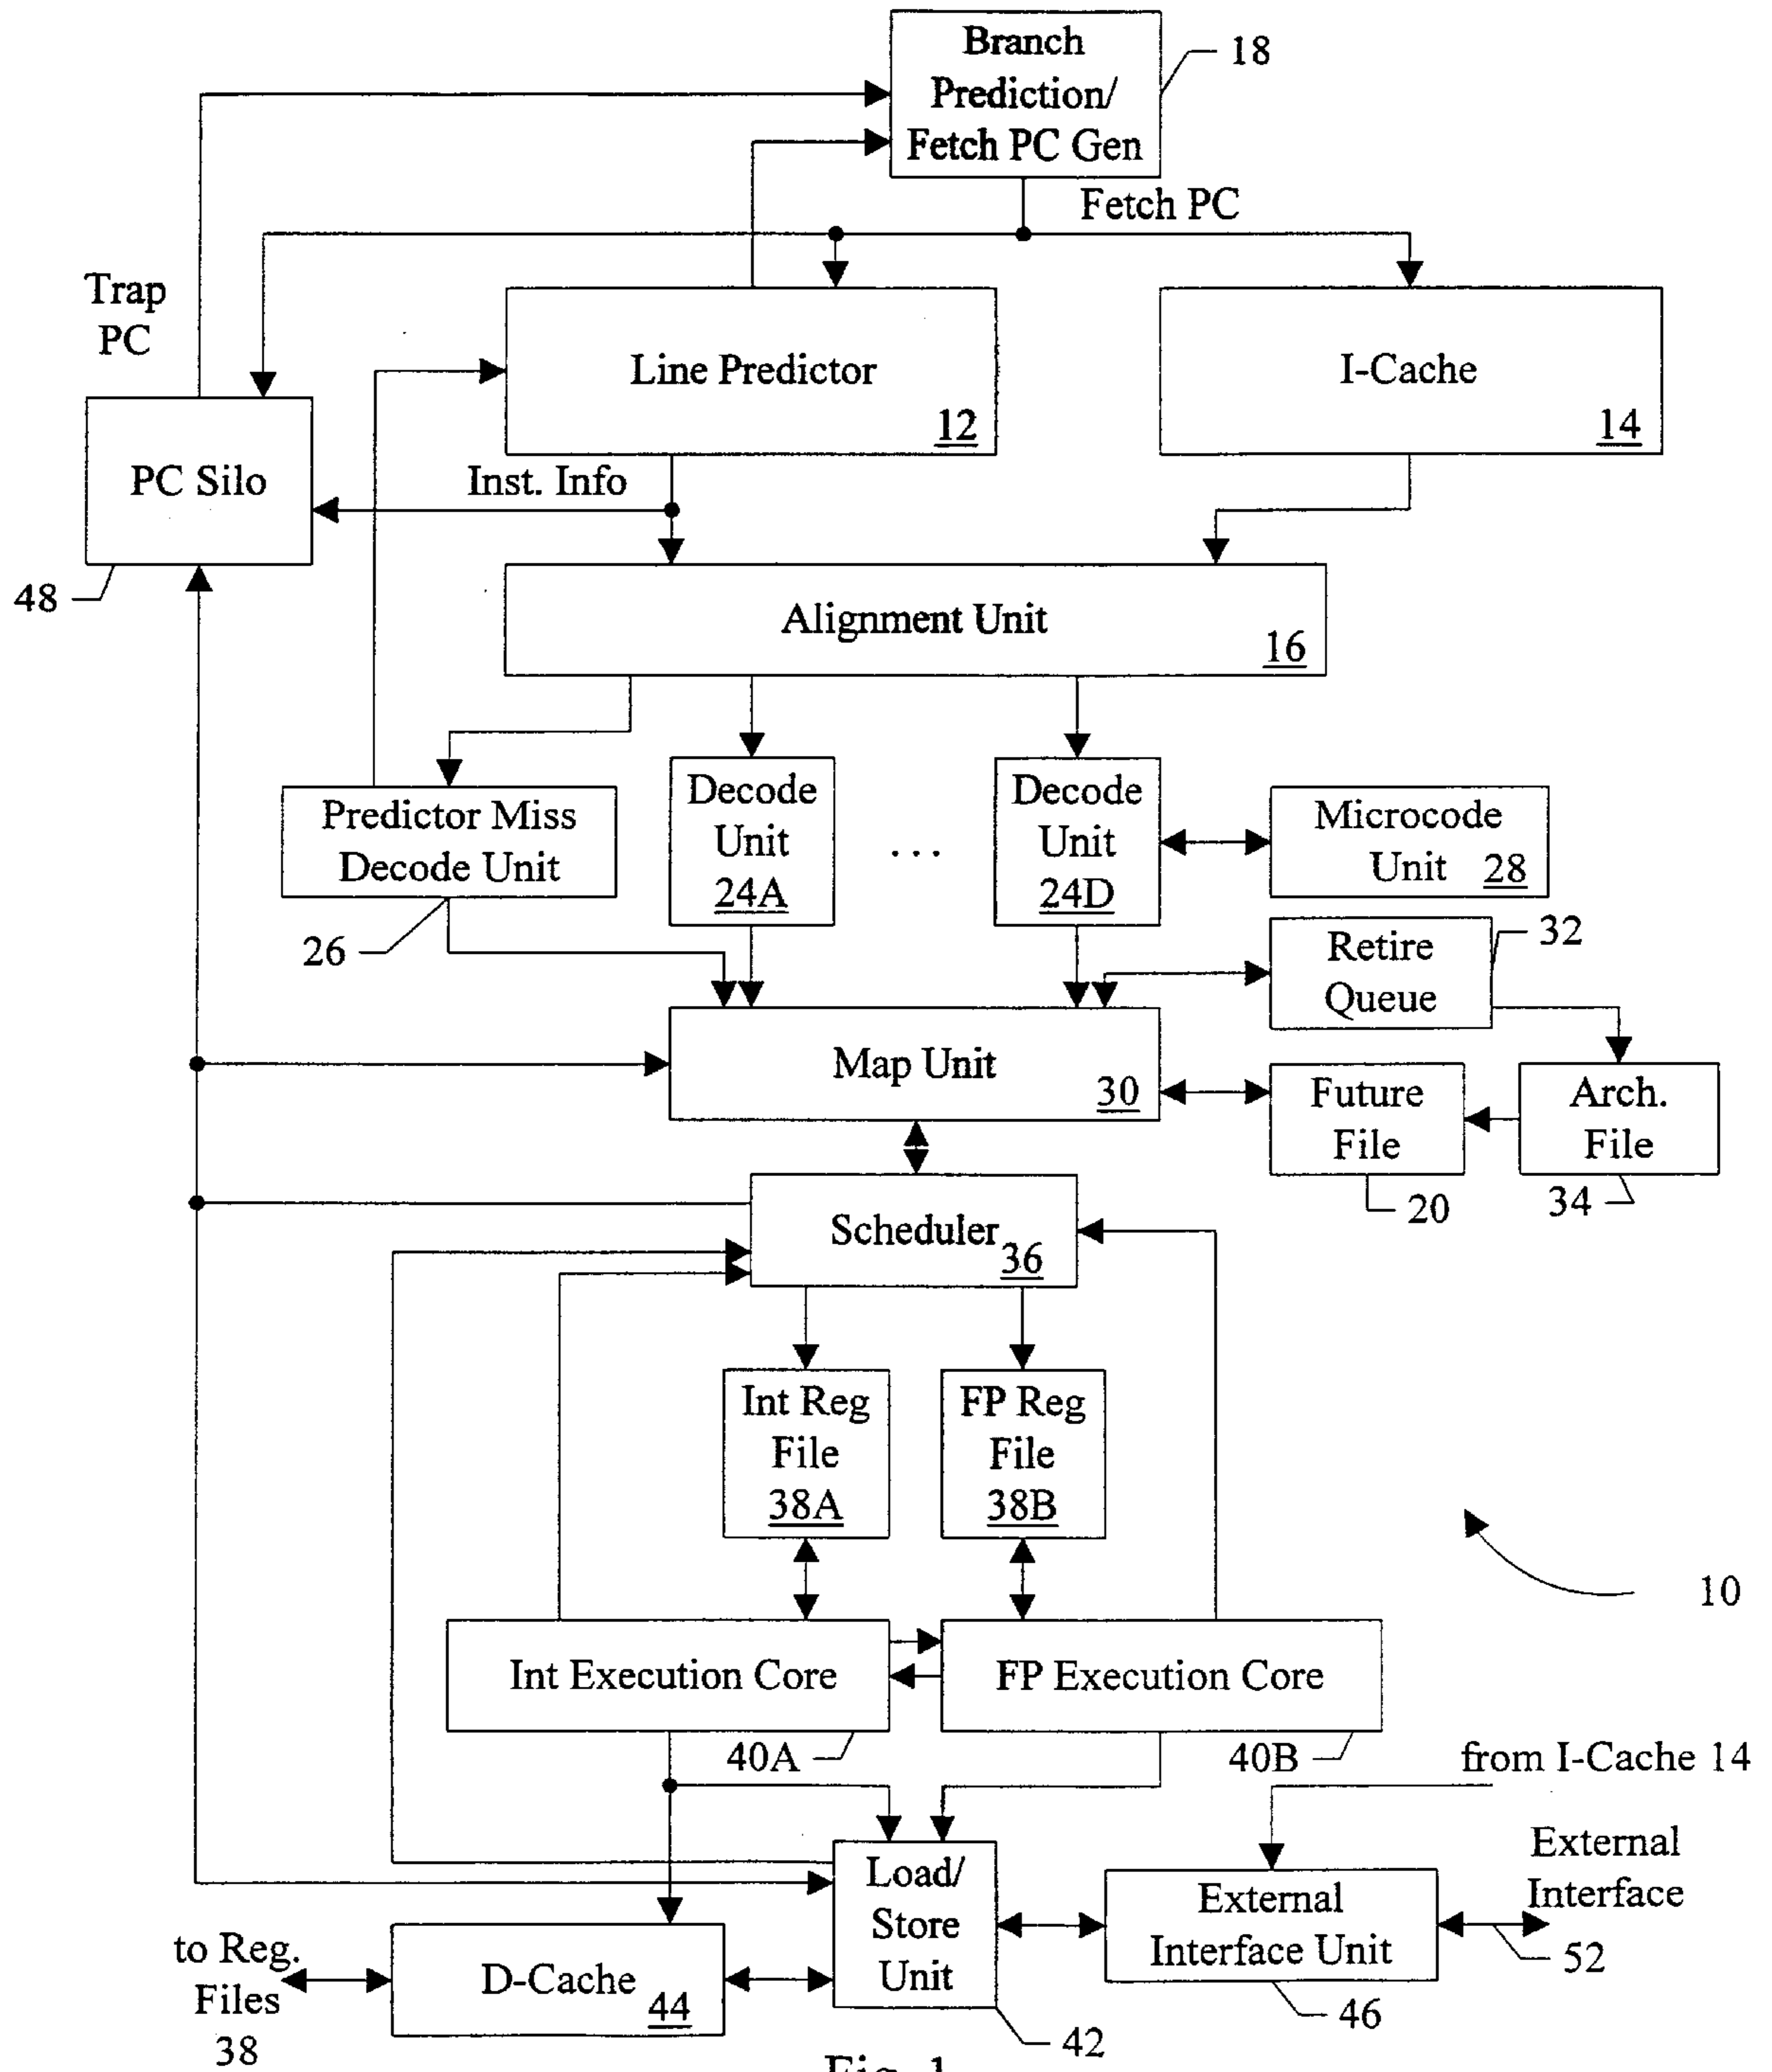 Branch
Prediction/
Fetch PC Gen
18
Fetch PC
Trap
PC
Line Predictor
12
I-Cache
14
PC Silo
48
Inst. Info
Alignment Unit
16
Predictor Miss
Decode Unit
26
Decode
Unit
24A
...
Decode
Unit
24D
Microcode
Unit 28
Retire
Queue
32
Map Unit
30
Future
File
20
Arch.
File
34
Scheduler
36
Int Reg
File
38A
FP Reg
File
38B
10
Int Execution Core
40A
FP Execution Core
40B
from I-Cache 14
External
Interface
52
Load/
Store
Unit
42
External
Interface Unit
46
to Reg.
Files
38
D-Cache
44
Fig. 1